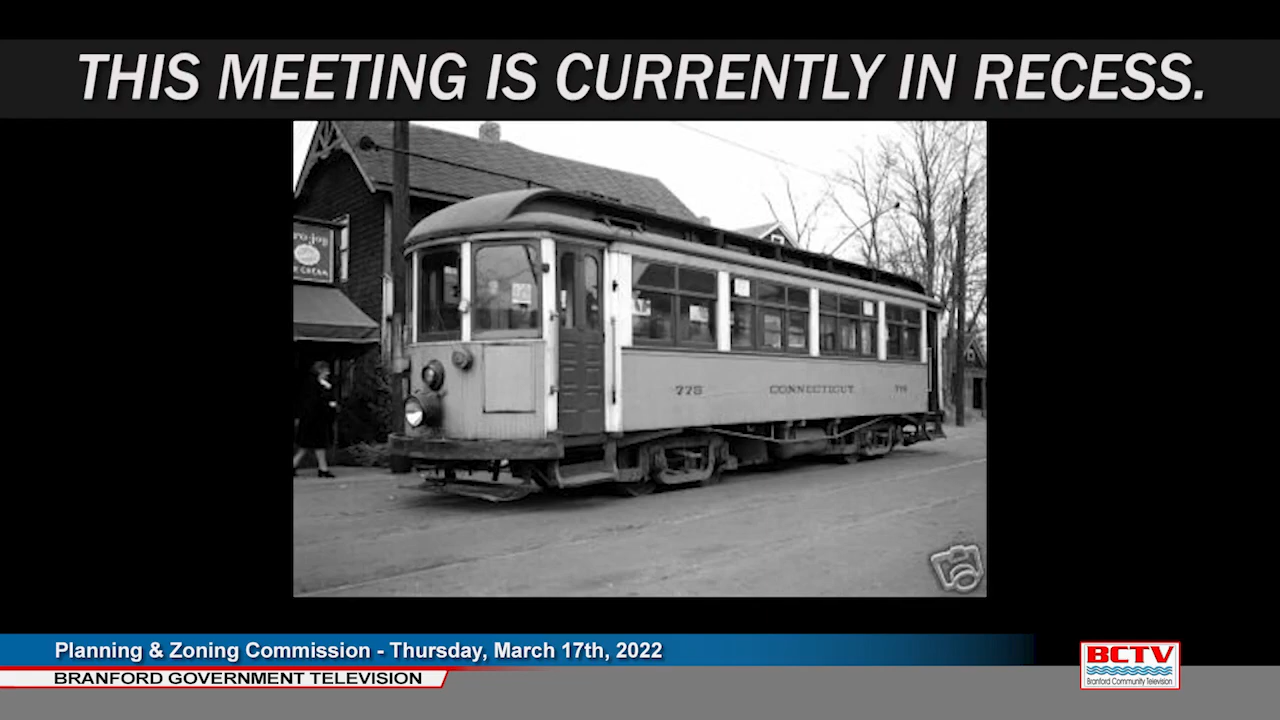 THIS MEETING IS CURRENTLY IN RECESS.
CREAM
775 CONNECTICUT
Planning & Zoning Commission - Thursday, March 17th, 2022
BRANFORD GOVERNMENT TELEVISION
BCTV
Branford Community Television